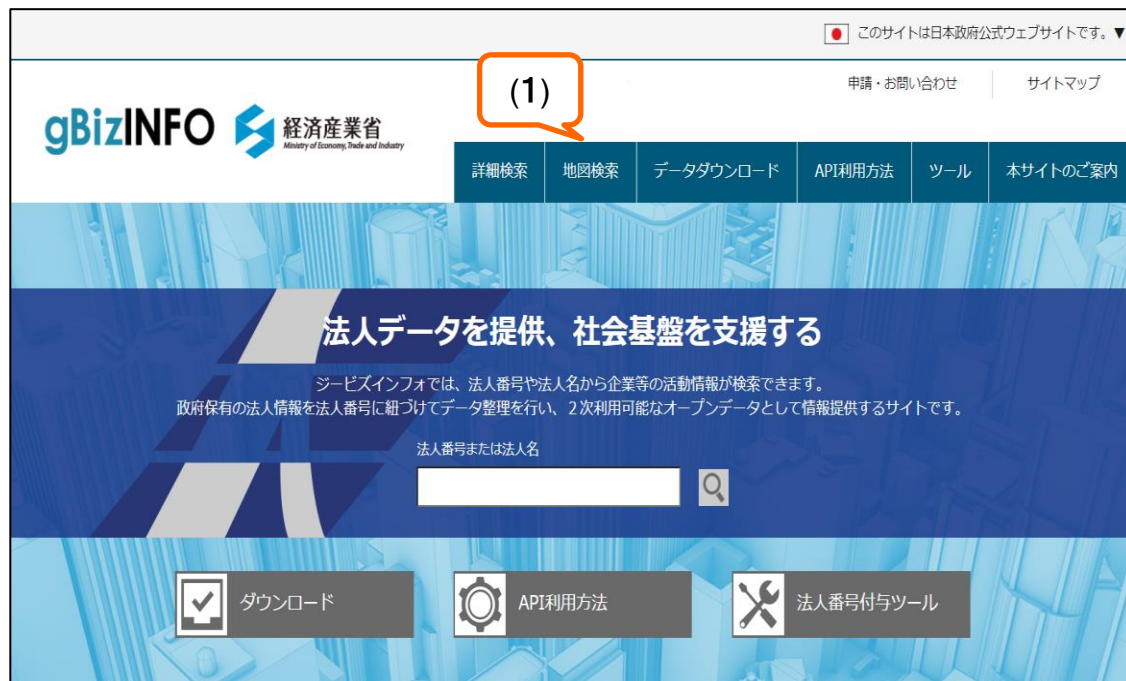 このサイトは日本政府公式ウェブサイトです。▼
(1)
申請・お問い合わせ
サイトマップ
gBizINFO
経済産業省
Ministry of Economy, Trade and Industry
詳細検索
地図検索
データダウンロード
API利用方法
ツール
本サイトのご案内
法人データを提供、社会基盤を支援する
ジービズインフォでは、法人番号や法人名から企業等の活動情報が検索できます。
政府保有の法人情報を法人番号に紐づけてデータ整理を行い、2次利用可能なオープンデータとして情報提供するサイトです。
法人番号または法人名
ダウンロード
API利用方法
法人番号付与ツール